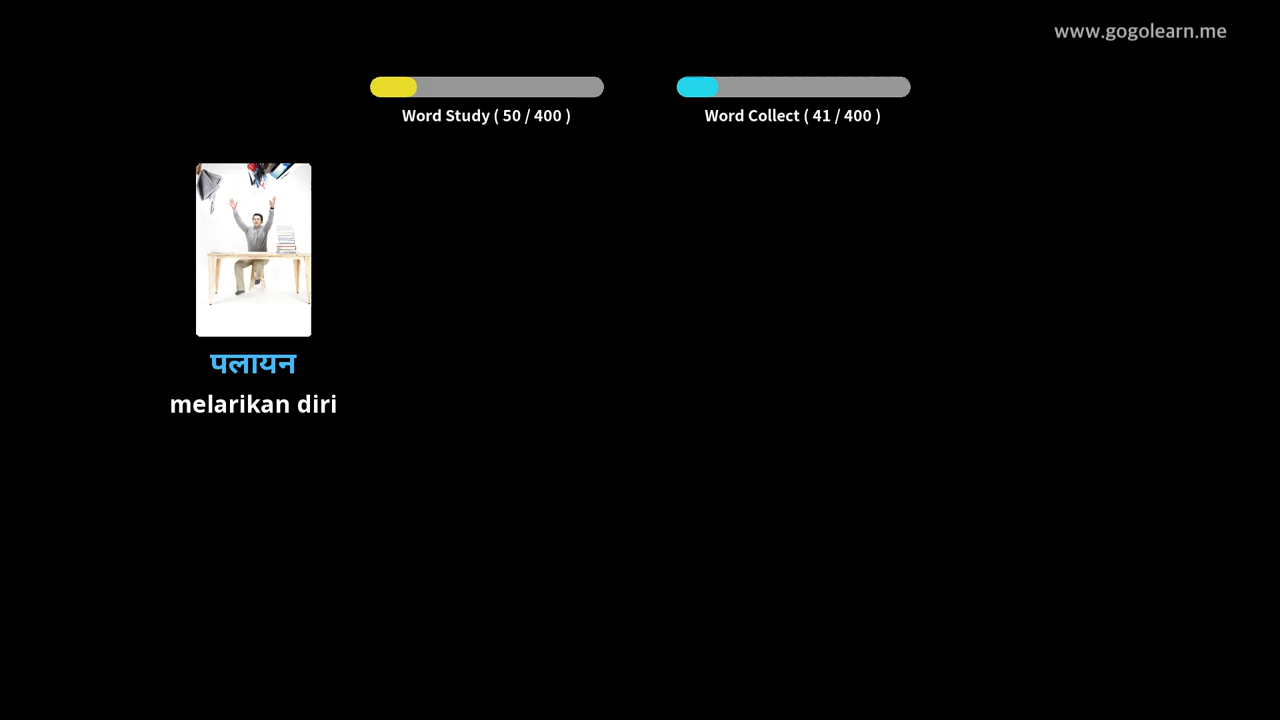 www.gogolearn.me
Word Study ( 50 / 400 )
Word Collect ( 41 / 400 )
पलायन
melarikan diri